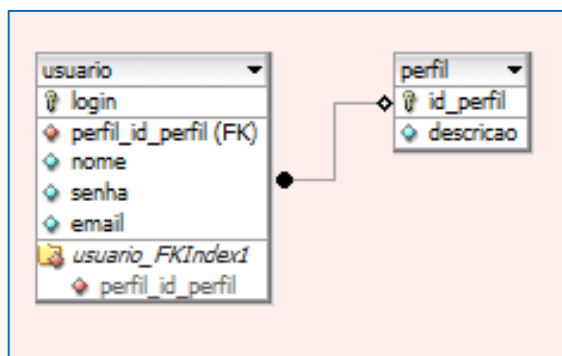 usuario
login
perfil_id_perfil (FK)
nome
senha
email
usuario_FKIndex1
perfil_id_perfil
perfil
id_perfil
descricao